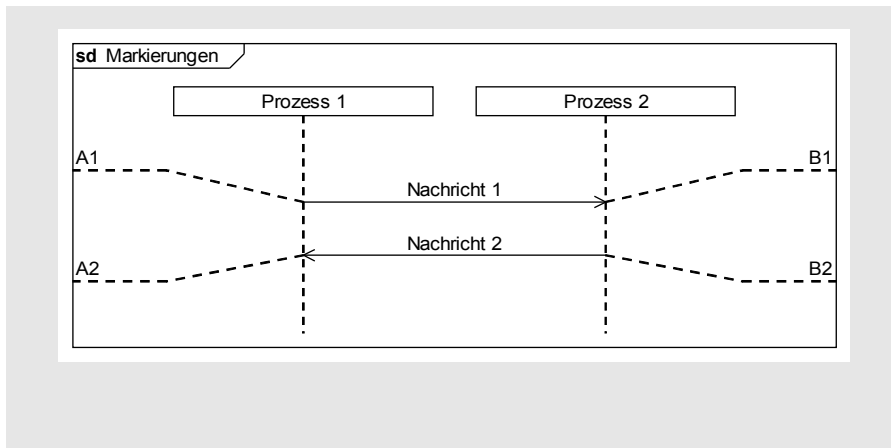 sd Markierungen
Prozess 1
Prozess 2
A1
B1
Nachricht 1
Nachricht 2
A2
B2